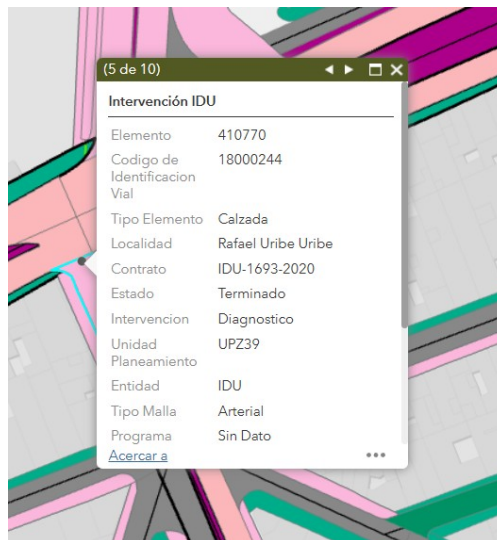 (5 de 10)
Intervención IDU
Elemento 410770
Codigo de 18000244
Identificacion
Vial
Tipo Elemento Calzada
Localidad Rafael Uribe Uribe
Contrato IDU-1693-2020
Estado Terminado
Intervencion Diagnostico
Unidad UPZ39
Planeamiento
Entidad IDU
Tipo Malla Arterial
Programa Sin Dato
Acercar a